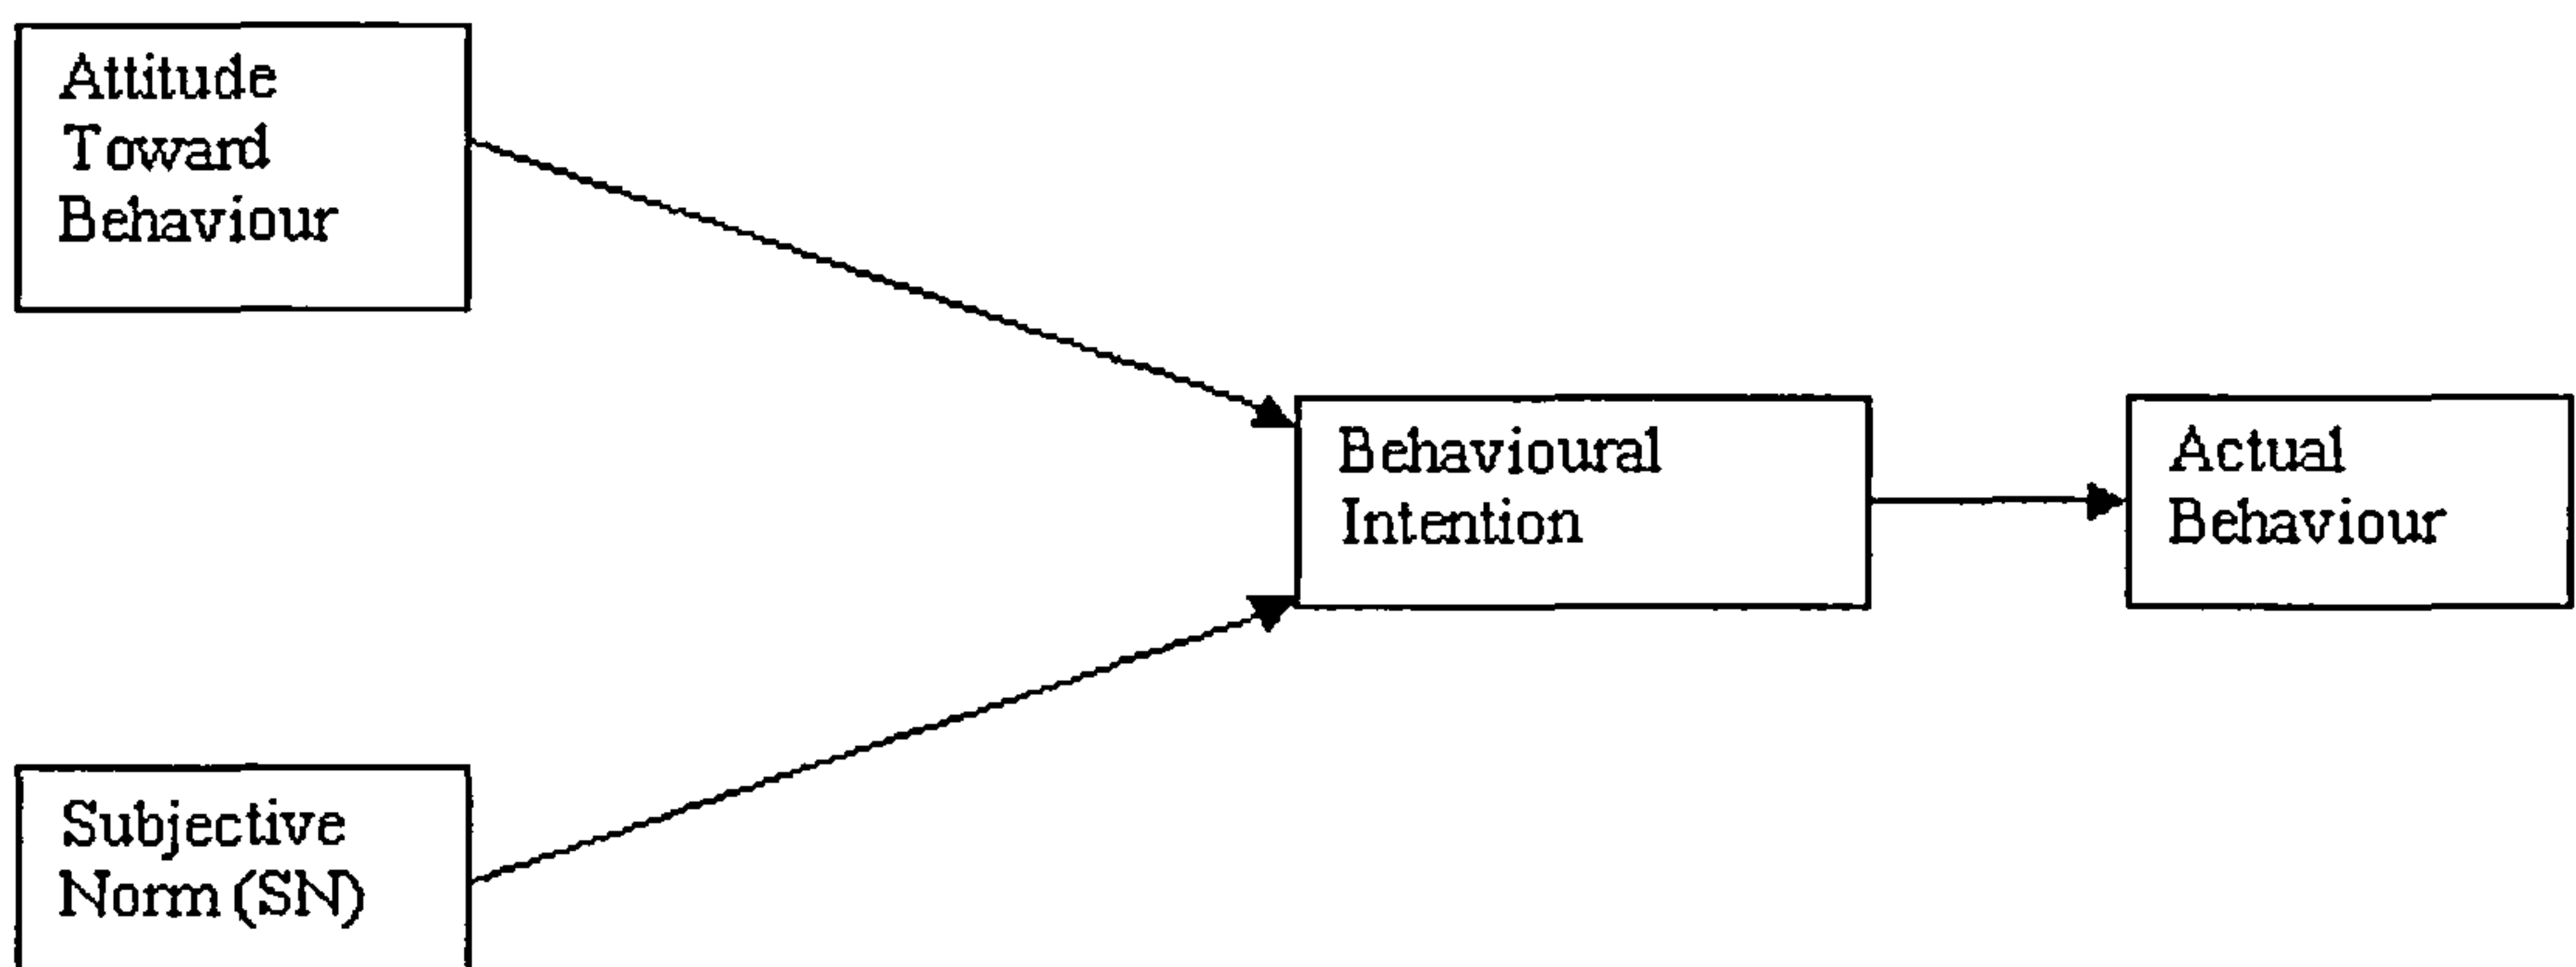 Attitude
Toward
Behaviour
Behavioural
Intention
Actual
Behaviour
Subjective
Norm (SN)